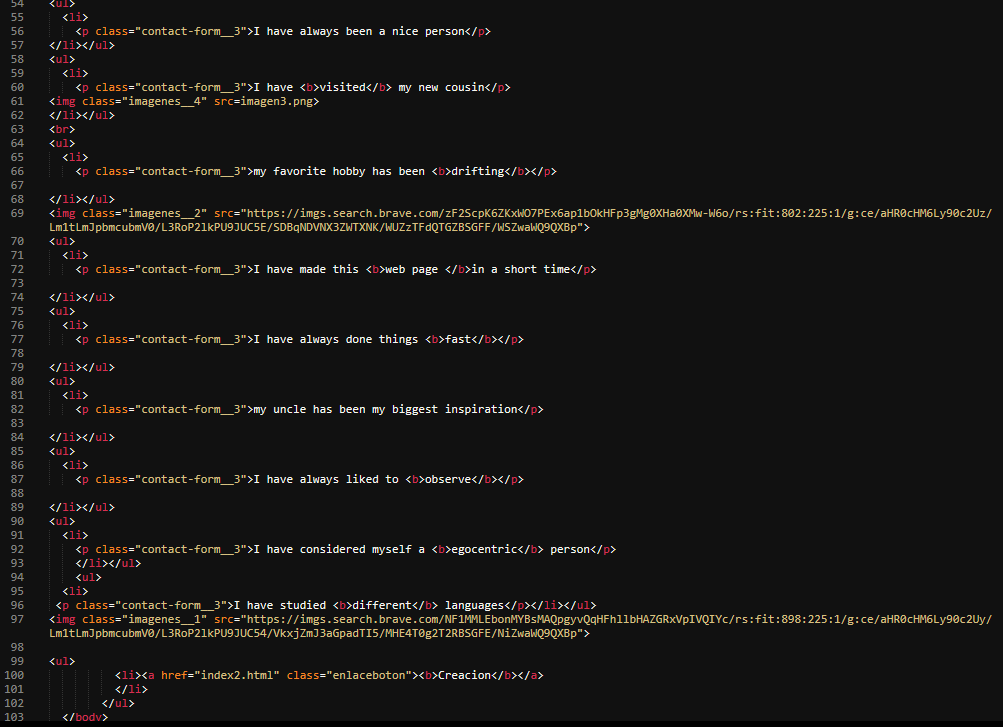 54 <ul>
55 <li>
56 <p class="contact-form__3">I have always been a nice person</p>
57 </li></ul>
58 <ul>
59 <li>
60 <p class="contact-form__3">I have <b>visited</b> my new cousin</p>
61 <img class="imagenes__4" src=imagen3.png>
62 </li></ul>
63 <br>
64 <ul>
65 <li>
66 <p class="contact-form__3">my favorite hobby has been <b>drifting</b></p>
67
68 </li></ul>
69 <img class="imagenes__2" src="https://imgs.search.brave.com/zF2ScpK6ZKxWO7PEx6ap1bOkHFp3gMg0XHa0XMw-W6o/rs:fit:802:225:1/g:ce/aHR0cHM6Ly90c2Uz/
Lm1tLmJpbmcubmV0/L3RoP2lkPU9JUC5E/SDBqNDVNX3ZWTXNK/WUZzTFdQTGZBSGFF/WSZwaWQ9QXBp">
70 <ul>
71 <li>
72 <p class="contact-form__3">I have made this <b>web page </b>in a short time</p>
73
74 </li></ul>
75 <ul>
76 <li>
77 <p class="contact-form__3">I have always done things <b>fast</b></p>
78
79 </li></ul>
80 <ul>
81 <li>
82 <p class="contact-form__3">my uncle has been my biggest inspiration</p>
83
84 </li></ul>
85 <ul>
86 <li>
87 <p class="contact-form__3">I have always liked to <b>observe</b></p>
88
89 </li></ul>
90 <ul>
91 <li>
92 <p class="contact-form__3">I have considered myself a <b>egocentric</b> person</p>
93 </li></ul>
94 <ul>
95 <li>
96 <p class="contact-form__3">I have studied <b>different</b> languages</p></li></ul>
97 <img class="imagenes__1" src="https://imgs.search.brave.com/NF1MMLEbonMYBsMAQpgyvQqHFhllbHAZGRxVpIVQIYc/rs:fit:898:225:1/g:ce/aHR0cHM6Ly90c2Uy/
Lm1tLmJpbmcubmV0/L3RoP2lkPU9JUC54/VkxjZmJ3aGpadTI5/MHE4T0g2T2RBSGFE/NiZwaWQ9QXBp">
98
99 <ul>
100 <li><a href="index2.html" class="enlaceboton"><b>Creacion</b></a>
101 </li>
102 </ul>
103 </body>